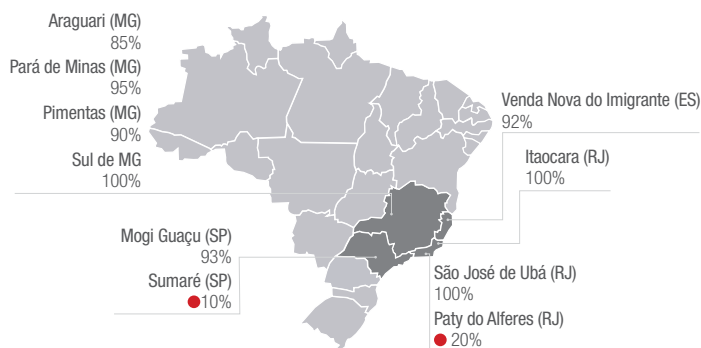 Araguari (MG)
85%
Pará de Minas (MG)
95%
Pimentas (MG)
90%
Sul de MG
100%
Venda Nova do Imigrante (ES)
92%
Itaocara (RJ)
100%
Mogi Guaçu (SP)
93%
Sumaré (SP)
10%
São José de Ubá (RJ)
100%
Paty do Alferes (RJ)
20%